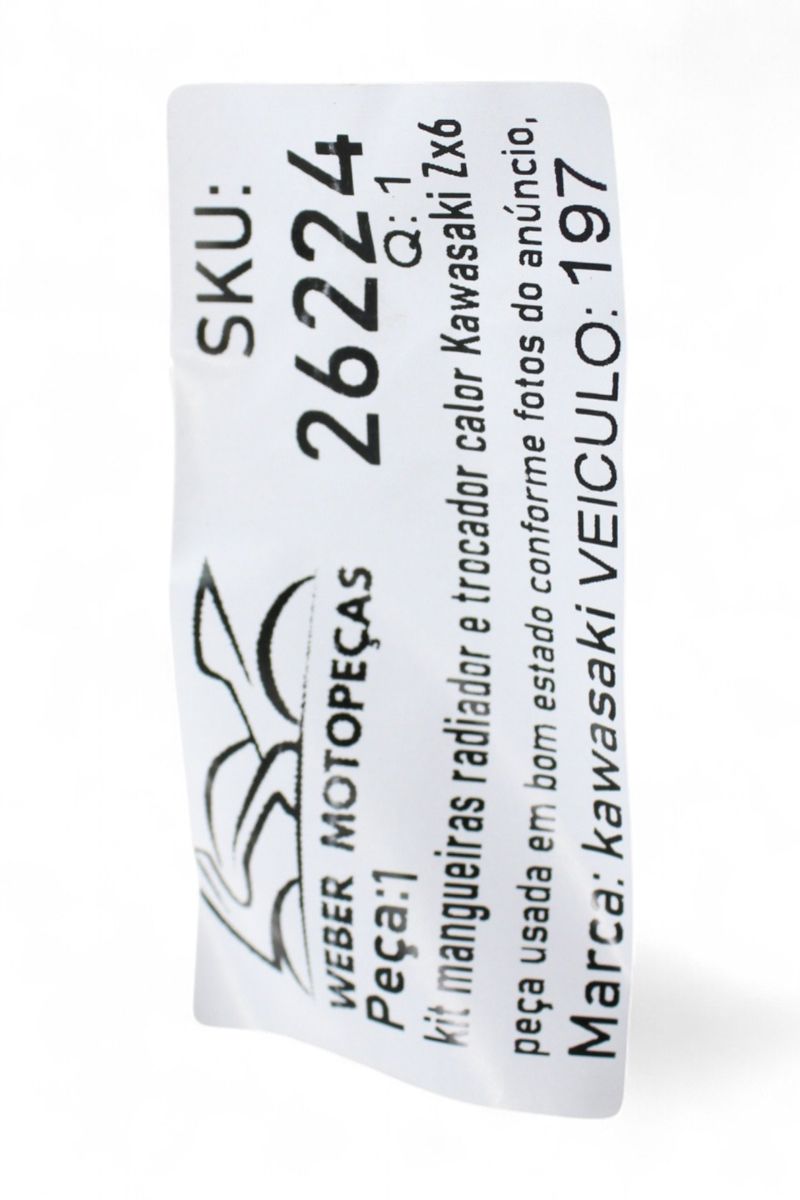 SKU:
26224
WEBER MOTOPEÇAS
Q: 1
Peça:1
kit mangueiras radiador e trocador calor Kawasaki Zx6
peça usada em bom estado conforme fotos do anúncio,
Marca: kawasaki VEICULO: 197